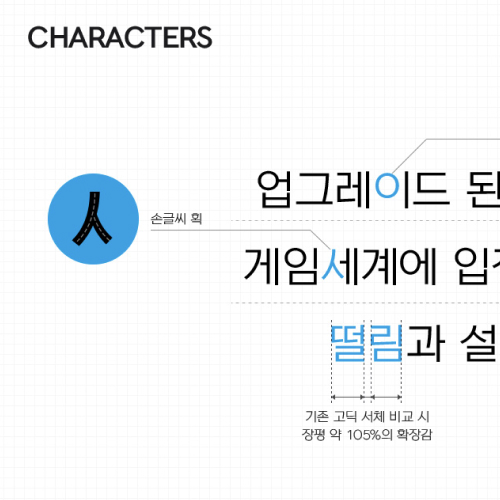 CHARACTERS
업그레이드 된
손글씨 획
게임세계에 입
떨림과 설
기존 고딕 서체 비교 시
장평 약 105%의 확장감